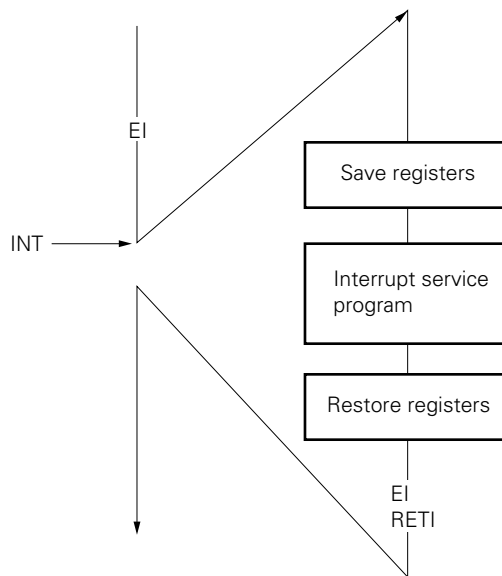 EI
Save registers
INT
Interrupt service
program
Restore registers
EI
RETI